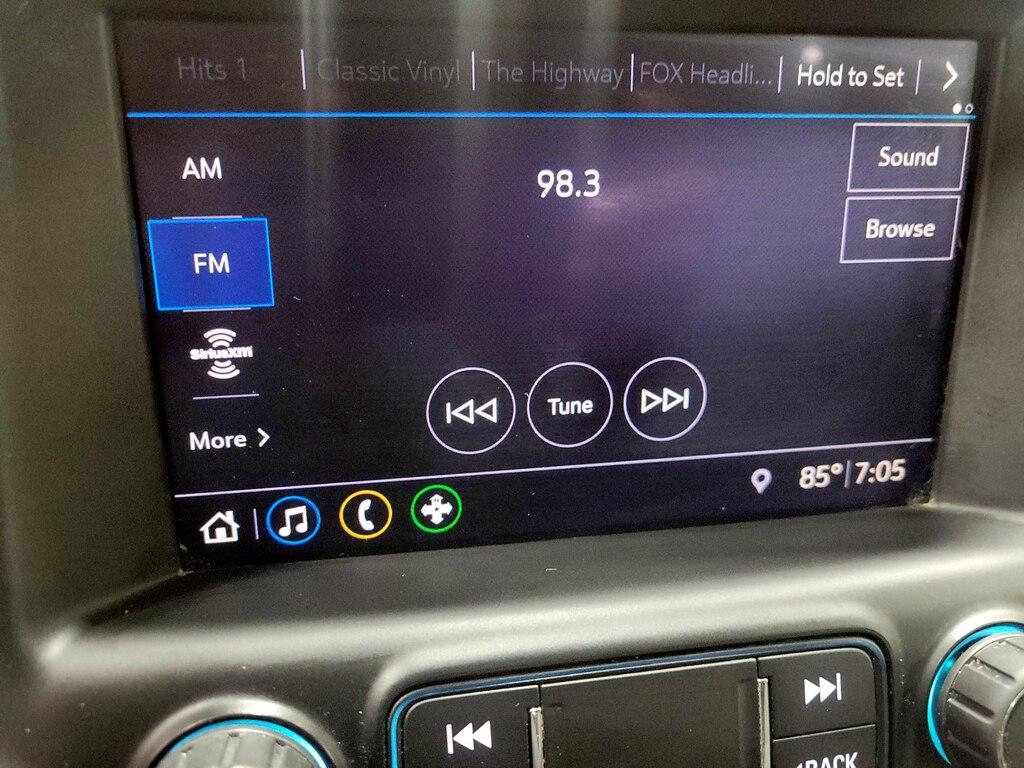 Hits 1
Classic Vinyl
The Highway
FOX Headli...
Hold to Set
AM
98.3
Sound
FM
Browse
SiriusXM
Tune
More
85° 7:05
BACK